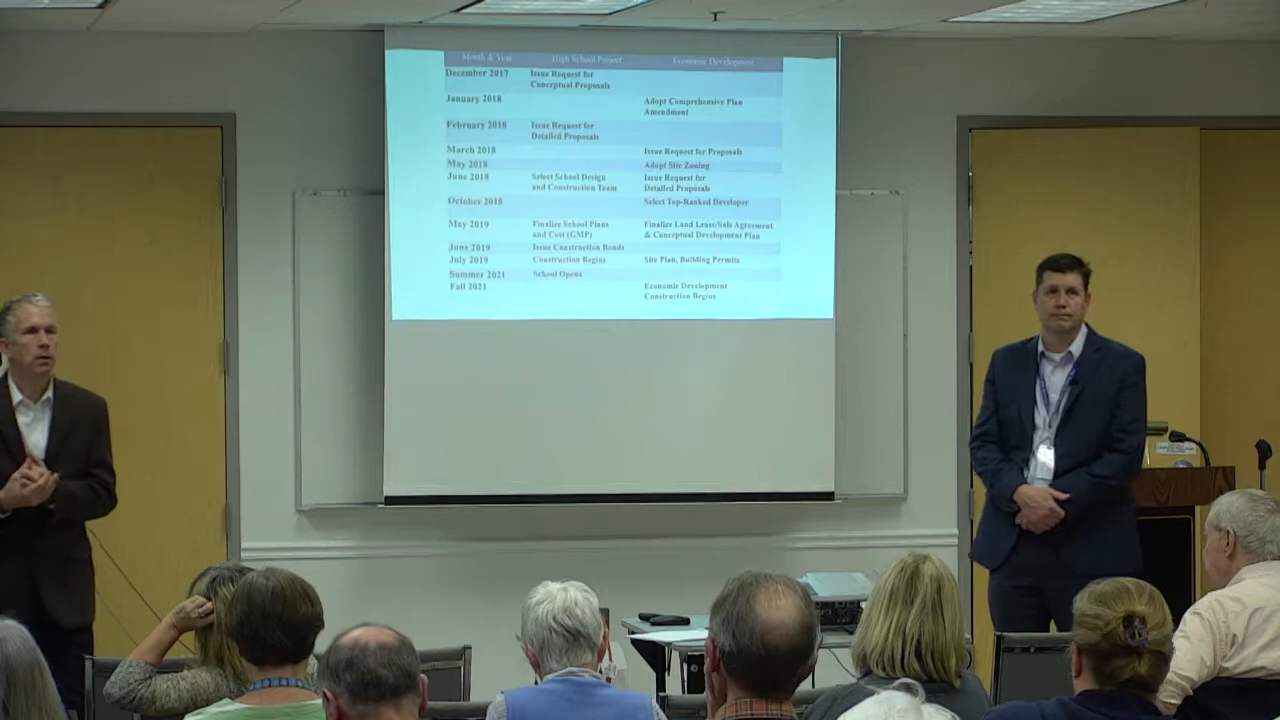 Month & Year High School Project Economic Development
December 2017 Issue Request for
Conceptual Proposals
January 2018 Adopt Comprehensive Plan
Amendment
February 2018 Issue Request for
Detailed Proposals
March 2018 Issue Request for Proposals
May 2018 Adopt Site Zoning
June 2018 Select School Design Issue Request for
and Construction Team Detailed Proposals
October 2018 Select Top-Ranked Developer
May 2019 Finalize School Plans Finalize Land Lease/Sale Agreement
and Cost (GMP) & Conceptual Development Plan
June 2019 Issue Construction Bonds
July 2019 Construction Begins Site Plan, Building Permits
Summer 2021 School Opens
Fall 2021 Economic Development
Construction Begins